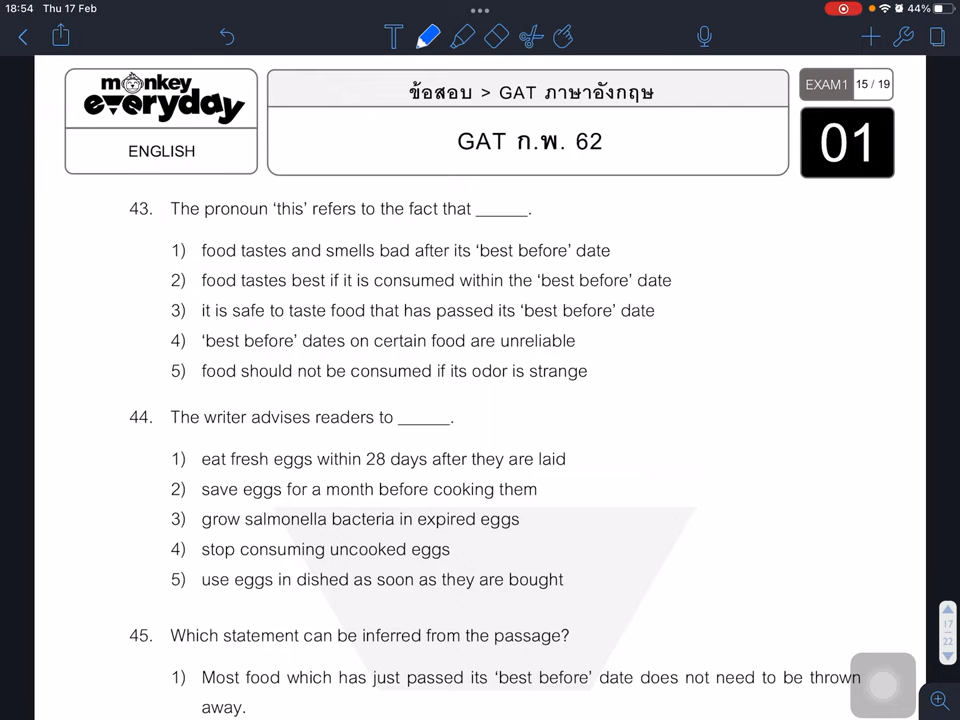 18:54 Thu 17 Feb
44%
monkey
everyday
ENGLISH
ข้อสอบ > GAT ภาษาอังกฤษ
GAT ก.พ. 62
EXAM1 15 / 19
01
43. The pronoun ‘this’ refers to the fact that ______.
1) food tastes and smells bad after its ‘best before’ date
2) food tastes best if it is consumed within the ‘best before’ date
3) it is safe to taste food that has passed its ‘best before’ date
4) ‘best before’ dates on certain food are unreliable
5) food should not be consumed if its odor is strange
44. The writer advises readers to ______.
1) eat fresh eggs within 28 days after they are laid
2) save eggs for a month before cooking them
3) grow salmonella bacteria in expired eggs
4) stop consuming uncooked eggs
5) use eggs in dished as soon as they are bought
45. Which statement can be inferred from the passage?
1) Most food which has just passed its ‘best before’ date does not need to be thrown
away.
17
22